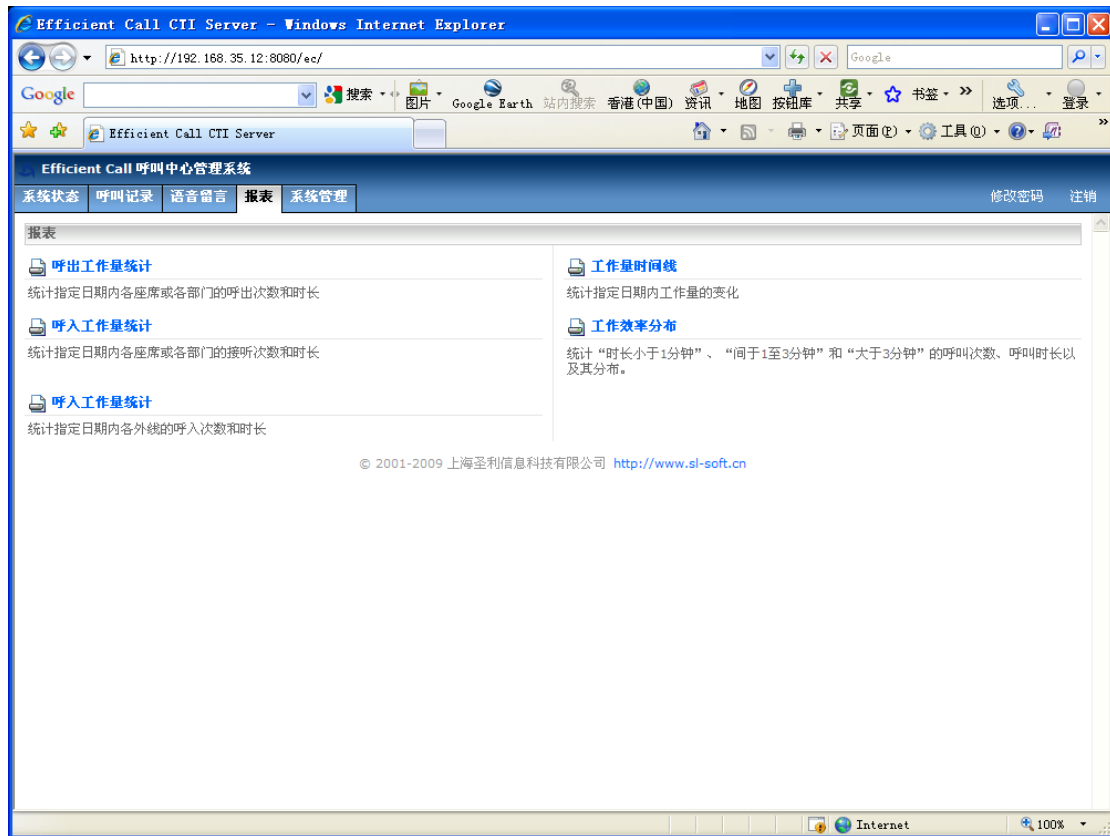 Efficient Call CTI Server - Windows Internet Explorer
http://192.168.35.12:8080/ec/
Google
Google 搜索 图片 Google Earth 站内搜索 香港(中国) 资讯 地图 按钮库 共享 书签 » 选项... 登录
Efficient Call CTI Server 页面(P) 工具(O) »
Efficient Call 呼叫中心管理系统
系统状态 呼叫记录 语音留言 报表 系统管理 修改密码 注销
报表
呼出工作量统计
统计指定日期内各座席或各部门的呼出次数和时长
呼入工作量统计
统计指定日期内各座席或各部门的接听次数和时长
呼入工作量统计
统计指定日期内各外线的呼入次数和时长
工作量时间线
统计指定日期内工作量的变化
工作效率分布
统计“时长小于1分钟”、“间于1至3分钟”和“大于3分钟”的呼叫次数、呼叫时长以
及其分布。
© 2001-2009 上海圣利信息科技有限公司 http://www.sl-soft.cn
Internet 100%